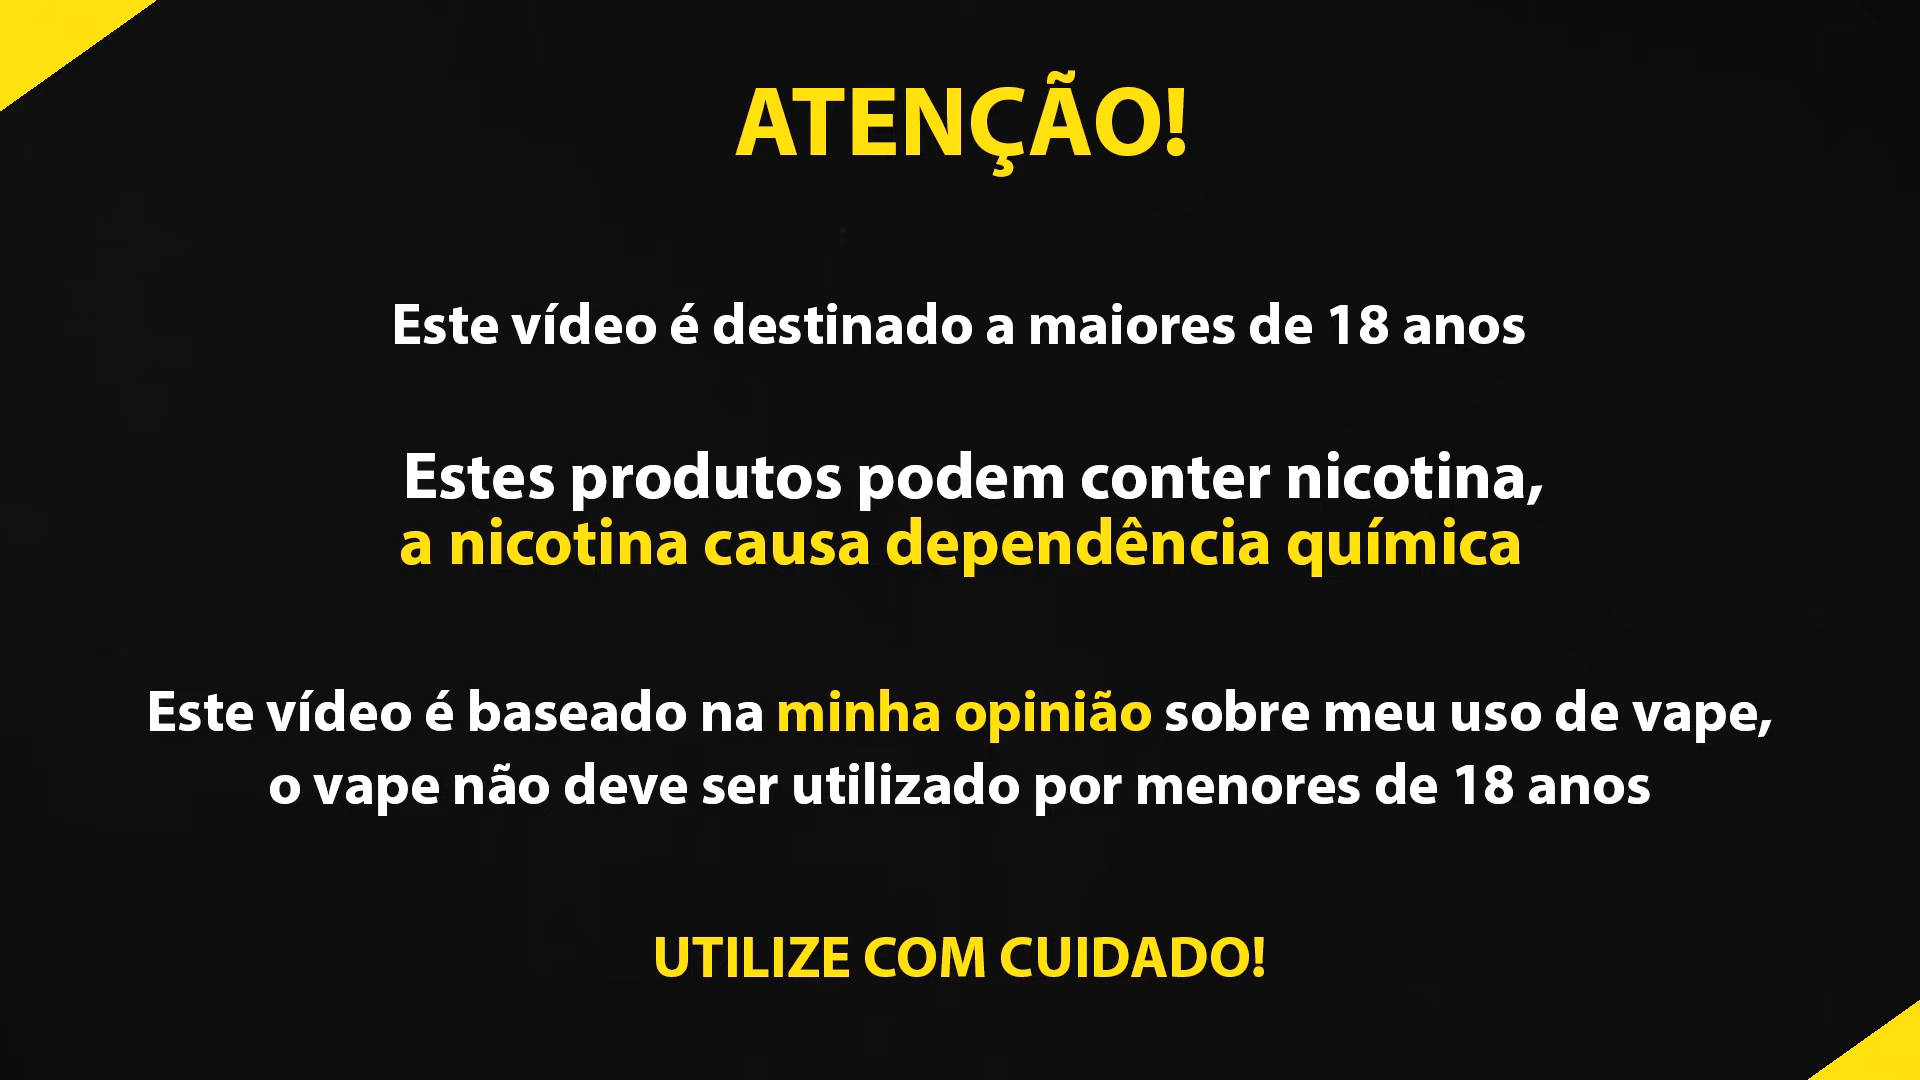 ATENÇÃO!
Este vídeo é destinado a maiores de 18 anos
Estes produtos podem conter nicotina,
a nicotina causa dependência química
Este vídeo é baseado na minha opinião sobre meu uso de vape,
o vape não deve ser utilizado por menores de 18 anos
UTILIZE COM CUIDADO!